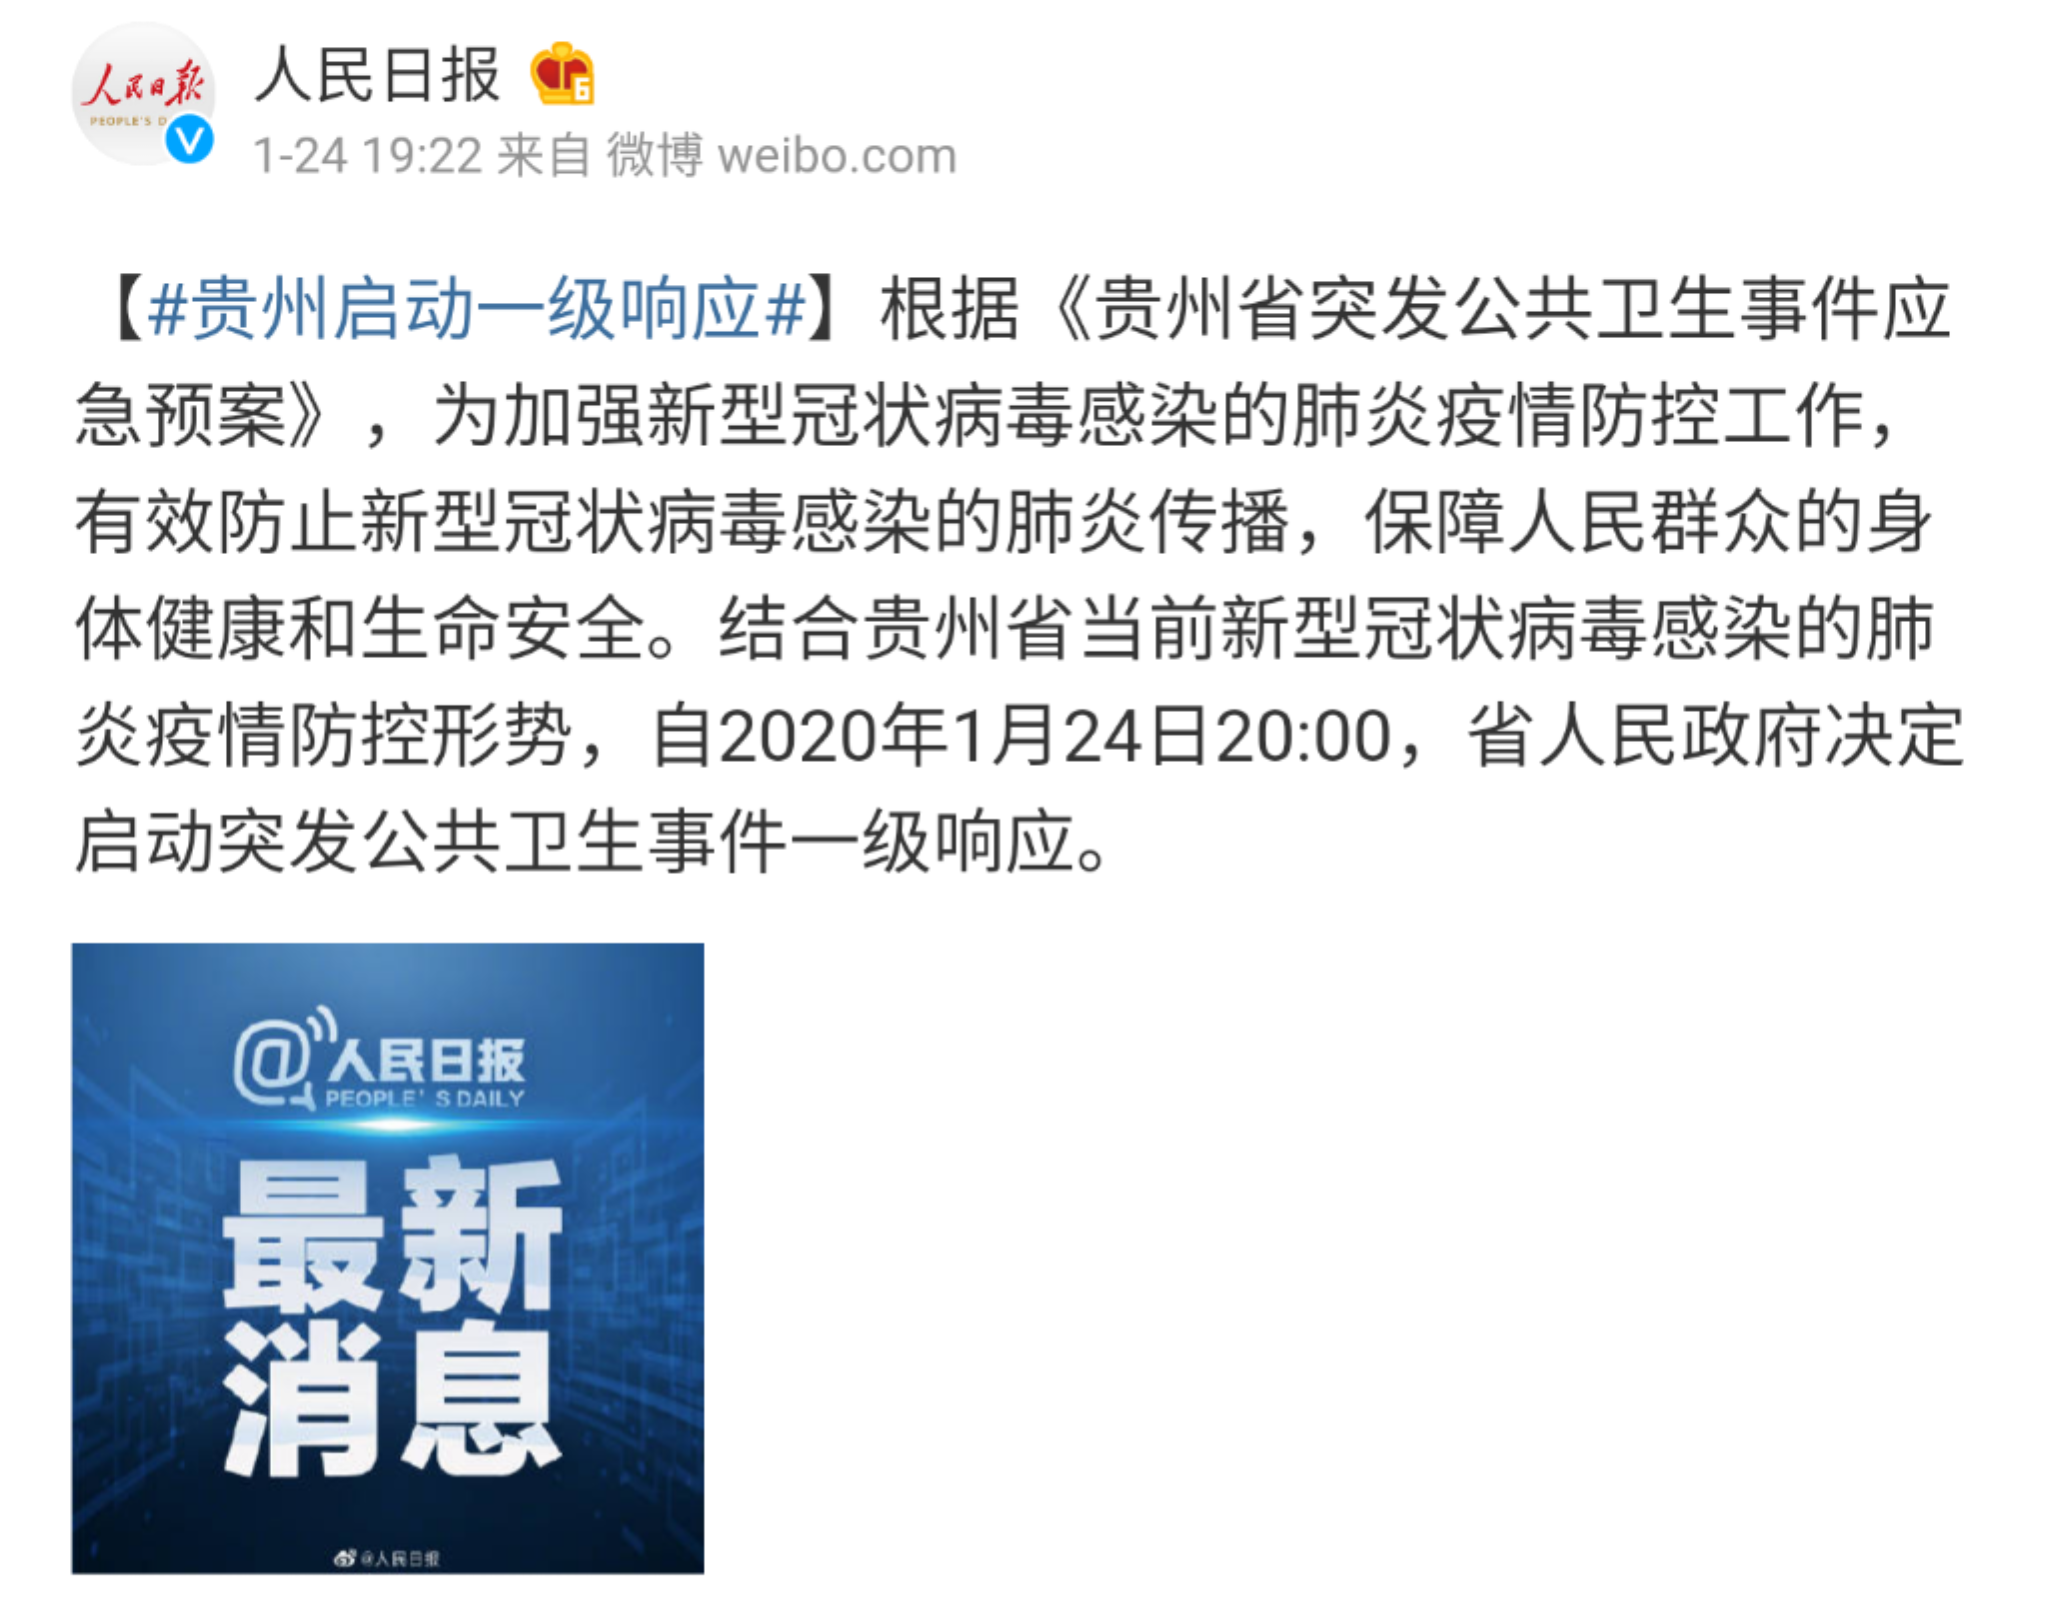 人民日报
PEOPLE'S D
人民日报 6
1-24 19:22 来自 微博 weibo.com
【#贵州启动一级响应#】 根据《贵州省突发公共卫生事件应
急预案》，为加强新型冠状病毒感染的肺炎疫情防控工作，
有效防止新型冠状病毒感染的肺炎传播，保障人民群众的身
体健康和生命安全。结合贵州省当前新型冠状病毒感染的肺
炎疫情防控形势，自2020年1月24日20:00，省人民政府决定
启动突发公共卫生事件一级响应。
@人民日报
PEOPLE' S DAILY
最新
消息
@人民日报